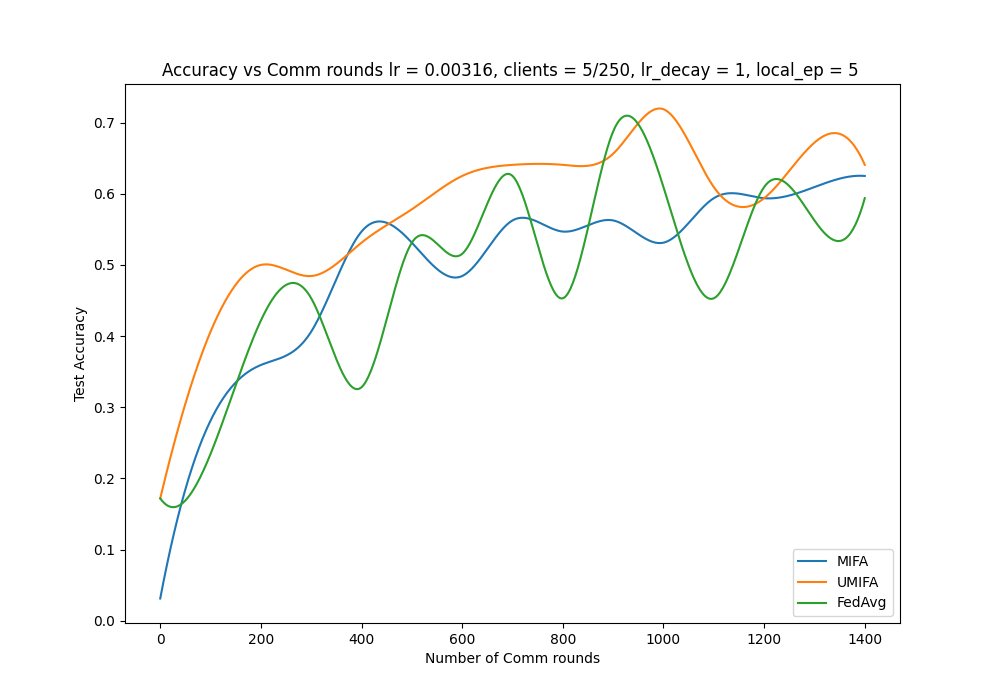 Accuracy vs Comm rounds lr = 0.00316, clients = 5/250, lr_decay = 1, local_ep = 5
Test Accuracy
0.7
0.6
0.5
0.4
0.3
0.2
0.1
0.0
MIFA
UMIFA
FedAvg
0 200 400 600 800 1000 1200 1400
Number of Comm rounds